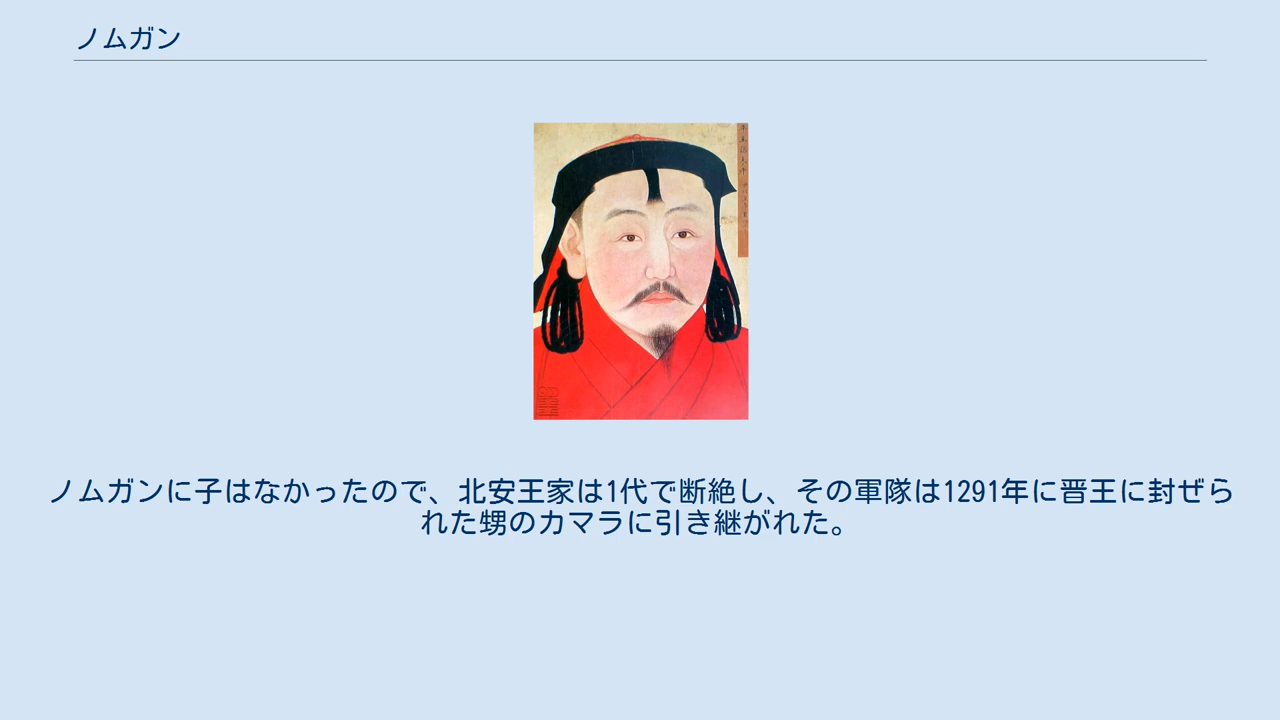 ノムガン
ノムガンに子はなかったので、北安王家は1代で断絶し、その軍隊は1291年に晋王に封ぜら
れた甥のカマラに引き継がれた。